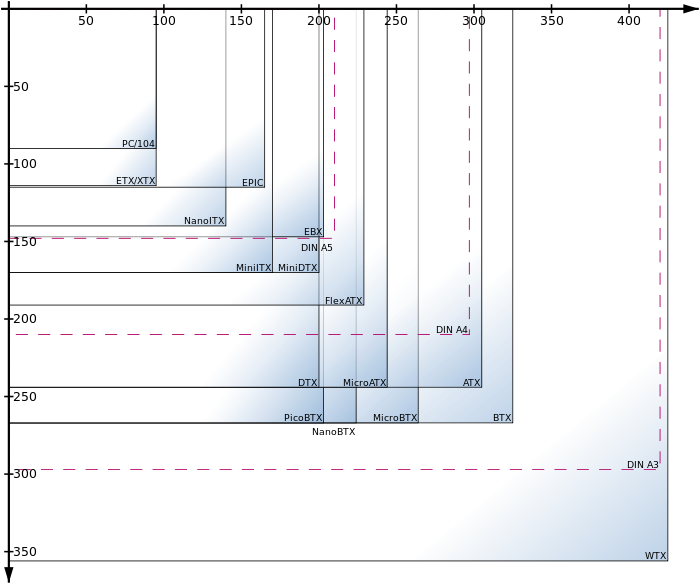 50 100 150 200 250 300 350 400
50
PC/104
100
ETX/XTX EPIC
NanoITX
EBX
150
DIN A5
MiniITX MiniDTX
FlexATX
200
DIN A4
DTX MicroATX ATX
250
PicoBTX MicroBTX BTX
NanoBTX
DIN A3
300
350
WTX